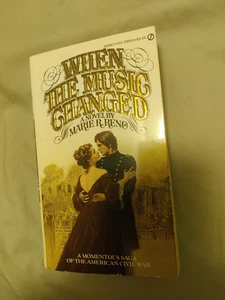 WHEN
THE MUSIC
CHANGED
A NOVEL BY
MARIE R. RENO
A MOMENTOUS SAGA
OF THE AMERICAN CIVIL WAR